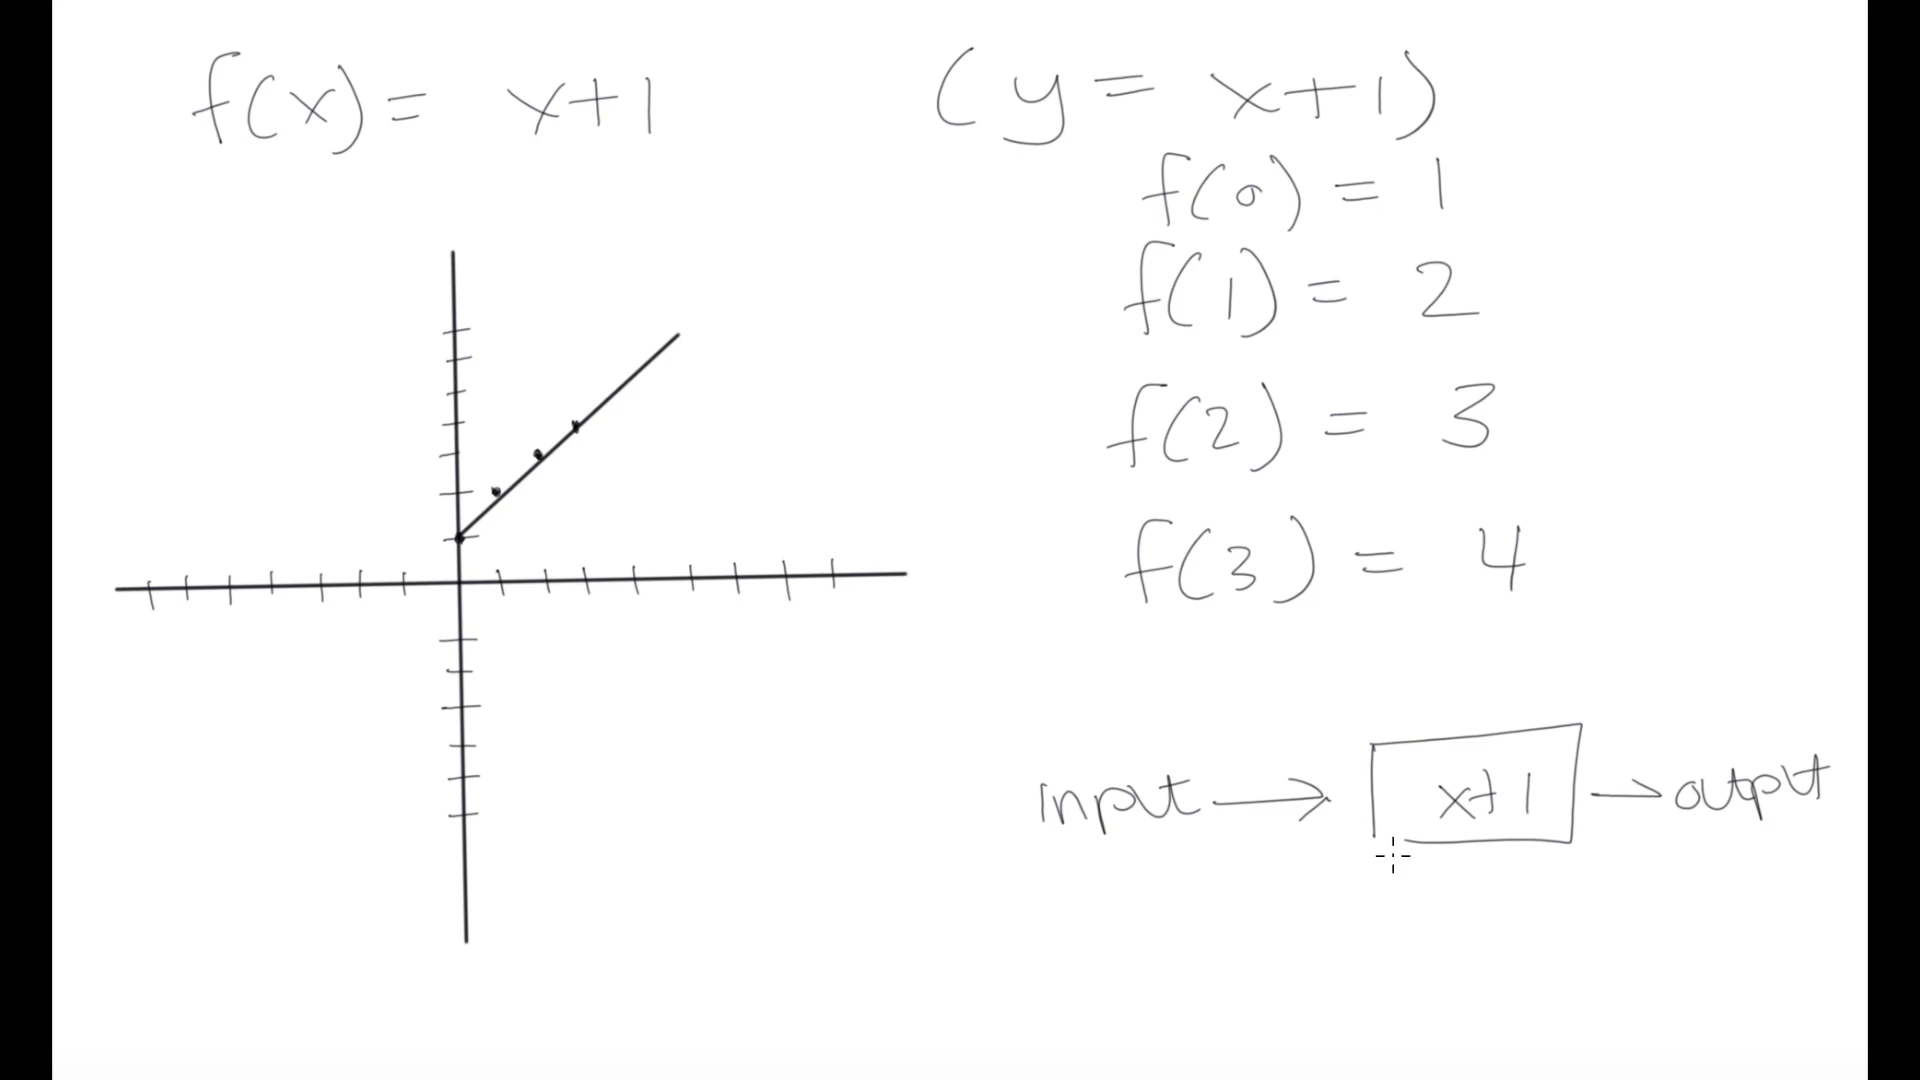 f(x) = x+1 (y = x+1)
f(0) = 1
f(1) = 2
f(2) = 3
f(3) = 4
input → x+1 → output